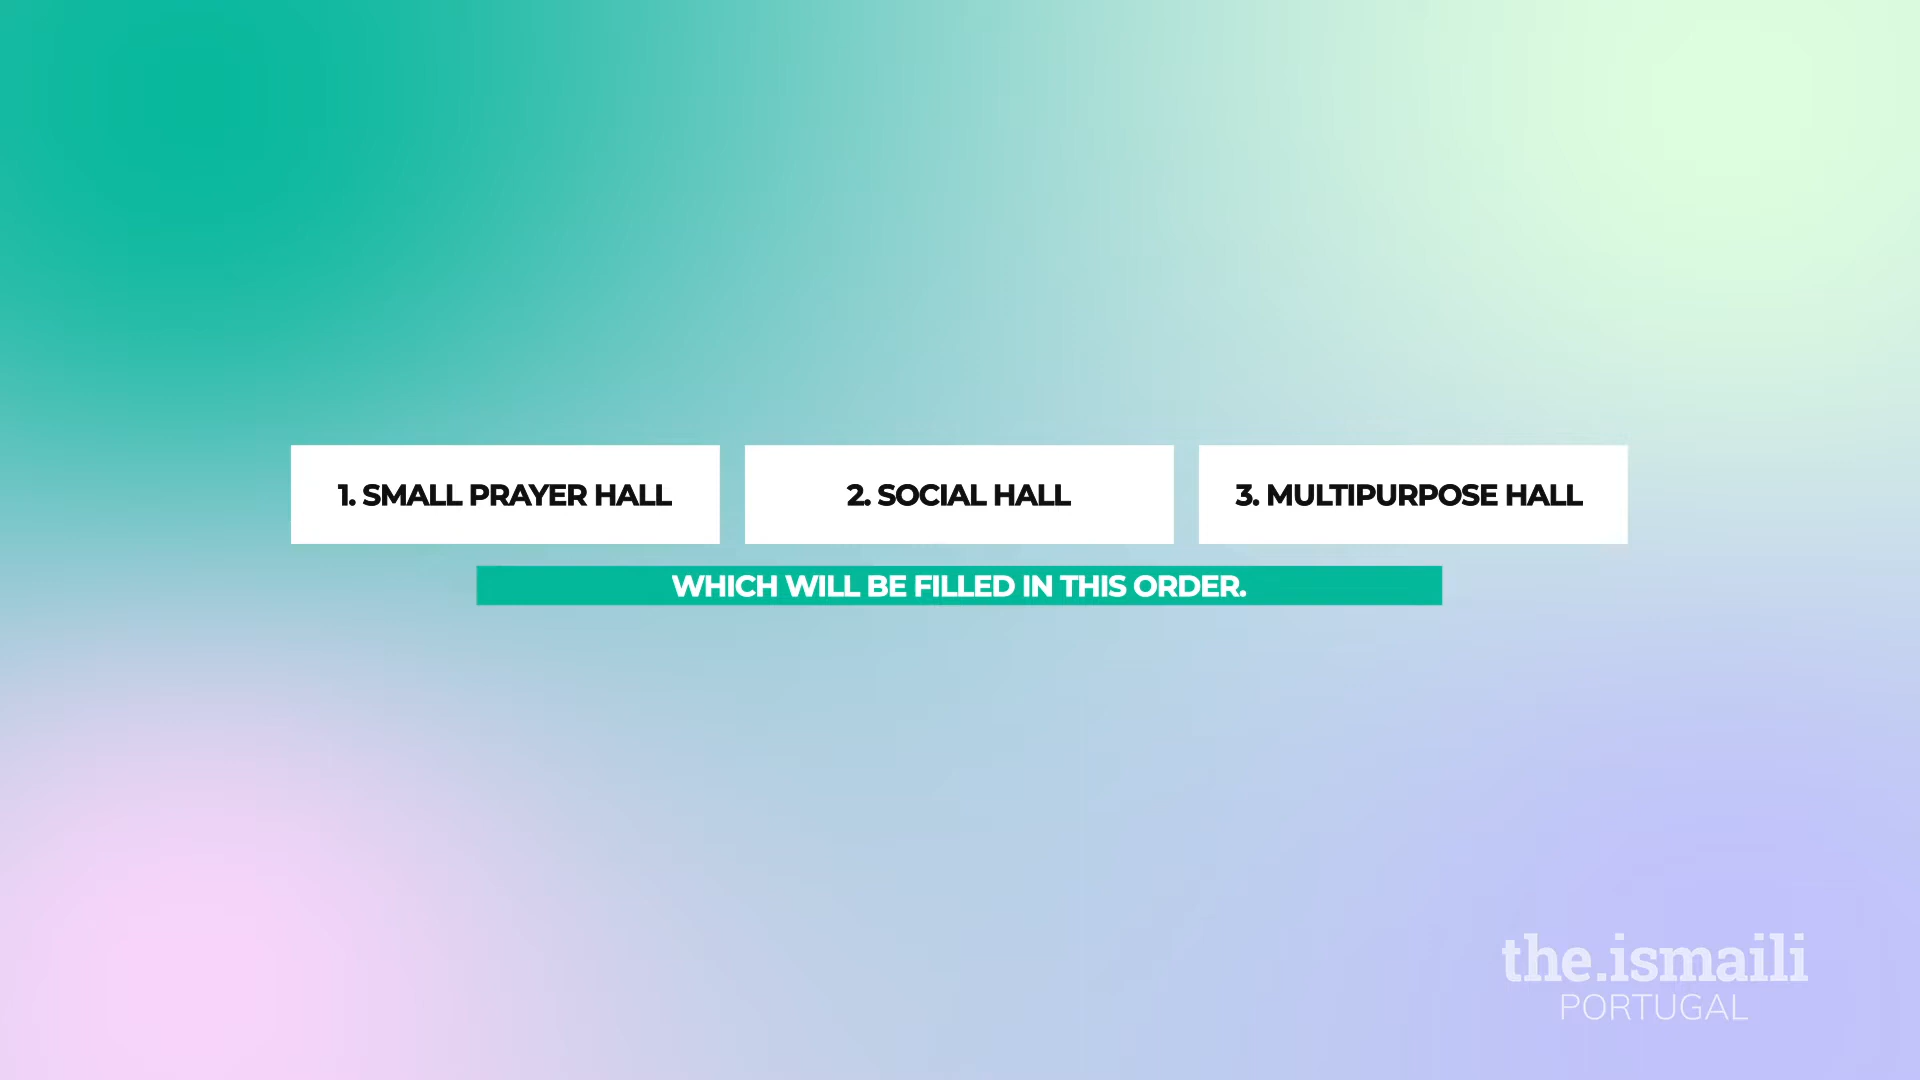 1. SMALL PRAYER HALL
2. SOCIAL HALL
3. MULTIPURPOSE HALL
WHICH WILL BE FILLED IN THIS ORDER.
the.ismaili
PORTUGAL